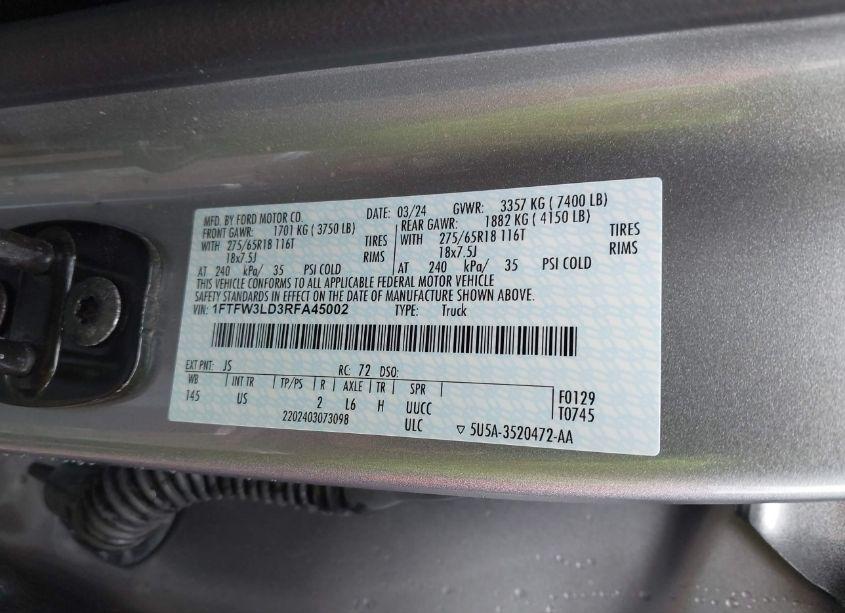 MFD. BY FORD MOTOR CO. DATE: 03/24 GVWR: 3357 KG ( 7400 LB)
FRONT GAWR: 1701 KG ( 3750 LB) REAR GAWR: 1882 KG ( 4150 LB)
WITH 275/65R18 116T TIRES WITH 275/65R18 116T TIRES
18x7.5J RIMS 18x7.5J RIMS
AT 240 kPa/ 35 PSI COLD AT 240 kPa/ 35 PSI COLD
THIS VEHICLE CONFORMS TO ALL APPLICABLE FEDERAL MOTOR VEHICLE
SAFETY STANDARDS IN EFFECT ON THE DATE OF MANUFACTURE SHOWN ABOVE.
VIN: 1FTFW3LD3RFA45002 TYPE: Truck
EXT PNT: JS RC: 72 DSO:
WB INT TR TP/PS R AXLE TR SPR
145 US 2 L6 H UUCC F0129
2202403073098 ULC T0745
▽ 5U5A-3520472-AA